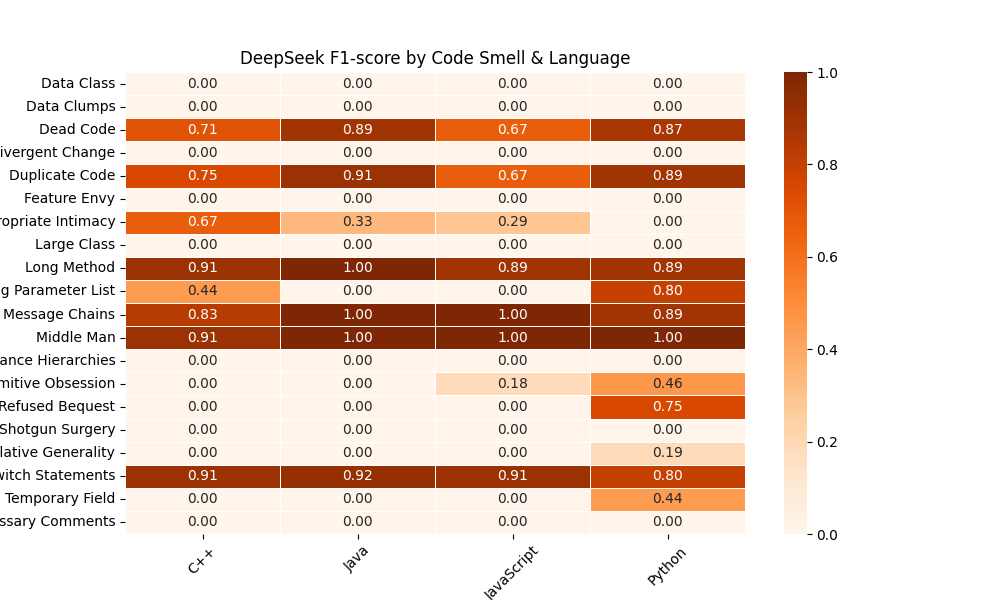 DeepSeek F1-score by Code Smell & Language
Data Class 0.00 0.00 0.00 0.00
Data Clumps 0.00 0.00 0.00 0.00
Dead Code 0.71 0.89 0.67 0.87
ivergent Change 0.00 0.00 0.00 0.00
Duplicate Code 0.75 0.91 0.67 0.89
Feature Envy 0.00 0.00 0.00 0.00
ropriate Intimacy 0.67 0.33 0.29 0.00
Large Class 0.00 0.00 0.00 0.00
Long Method 0.91 1.00 0.89 0.89
g Parameter List 0.44 0.00 0.00 0.80
Message Chains 0.83 1.00 1.00 0.89
Middle Man 0.91 1.00 1.00 1.00
ance Hierarchies 0.00 0.00 0.00 0.00
mitive Obsession 0.00 0.00 0.18 0.46
Refused Bequest 0.00 0.00 0.00 0.75
Shotgun Surgery 0.00 0.00 0.00 0.00
lative Generality 0.00 0.00 0.00 0.19
witch Statements 0.91 0.92 0.91 0.80
Temporary Field 0.00 0.00 0.00 0.44
ssary Comments 0.00 0.00 0.00 0.00
C++ Java JavaScript Python
1.0
0.8
0.6
0.4
0.2
0.0